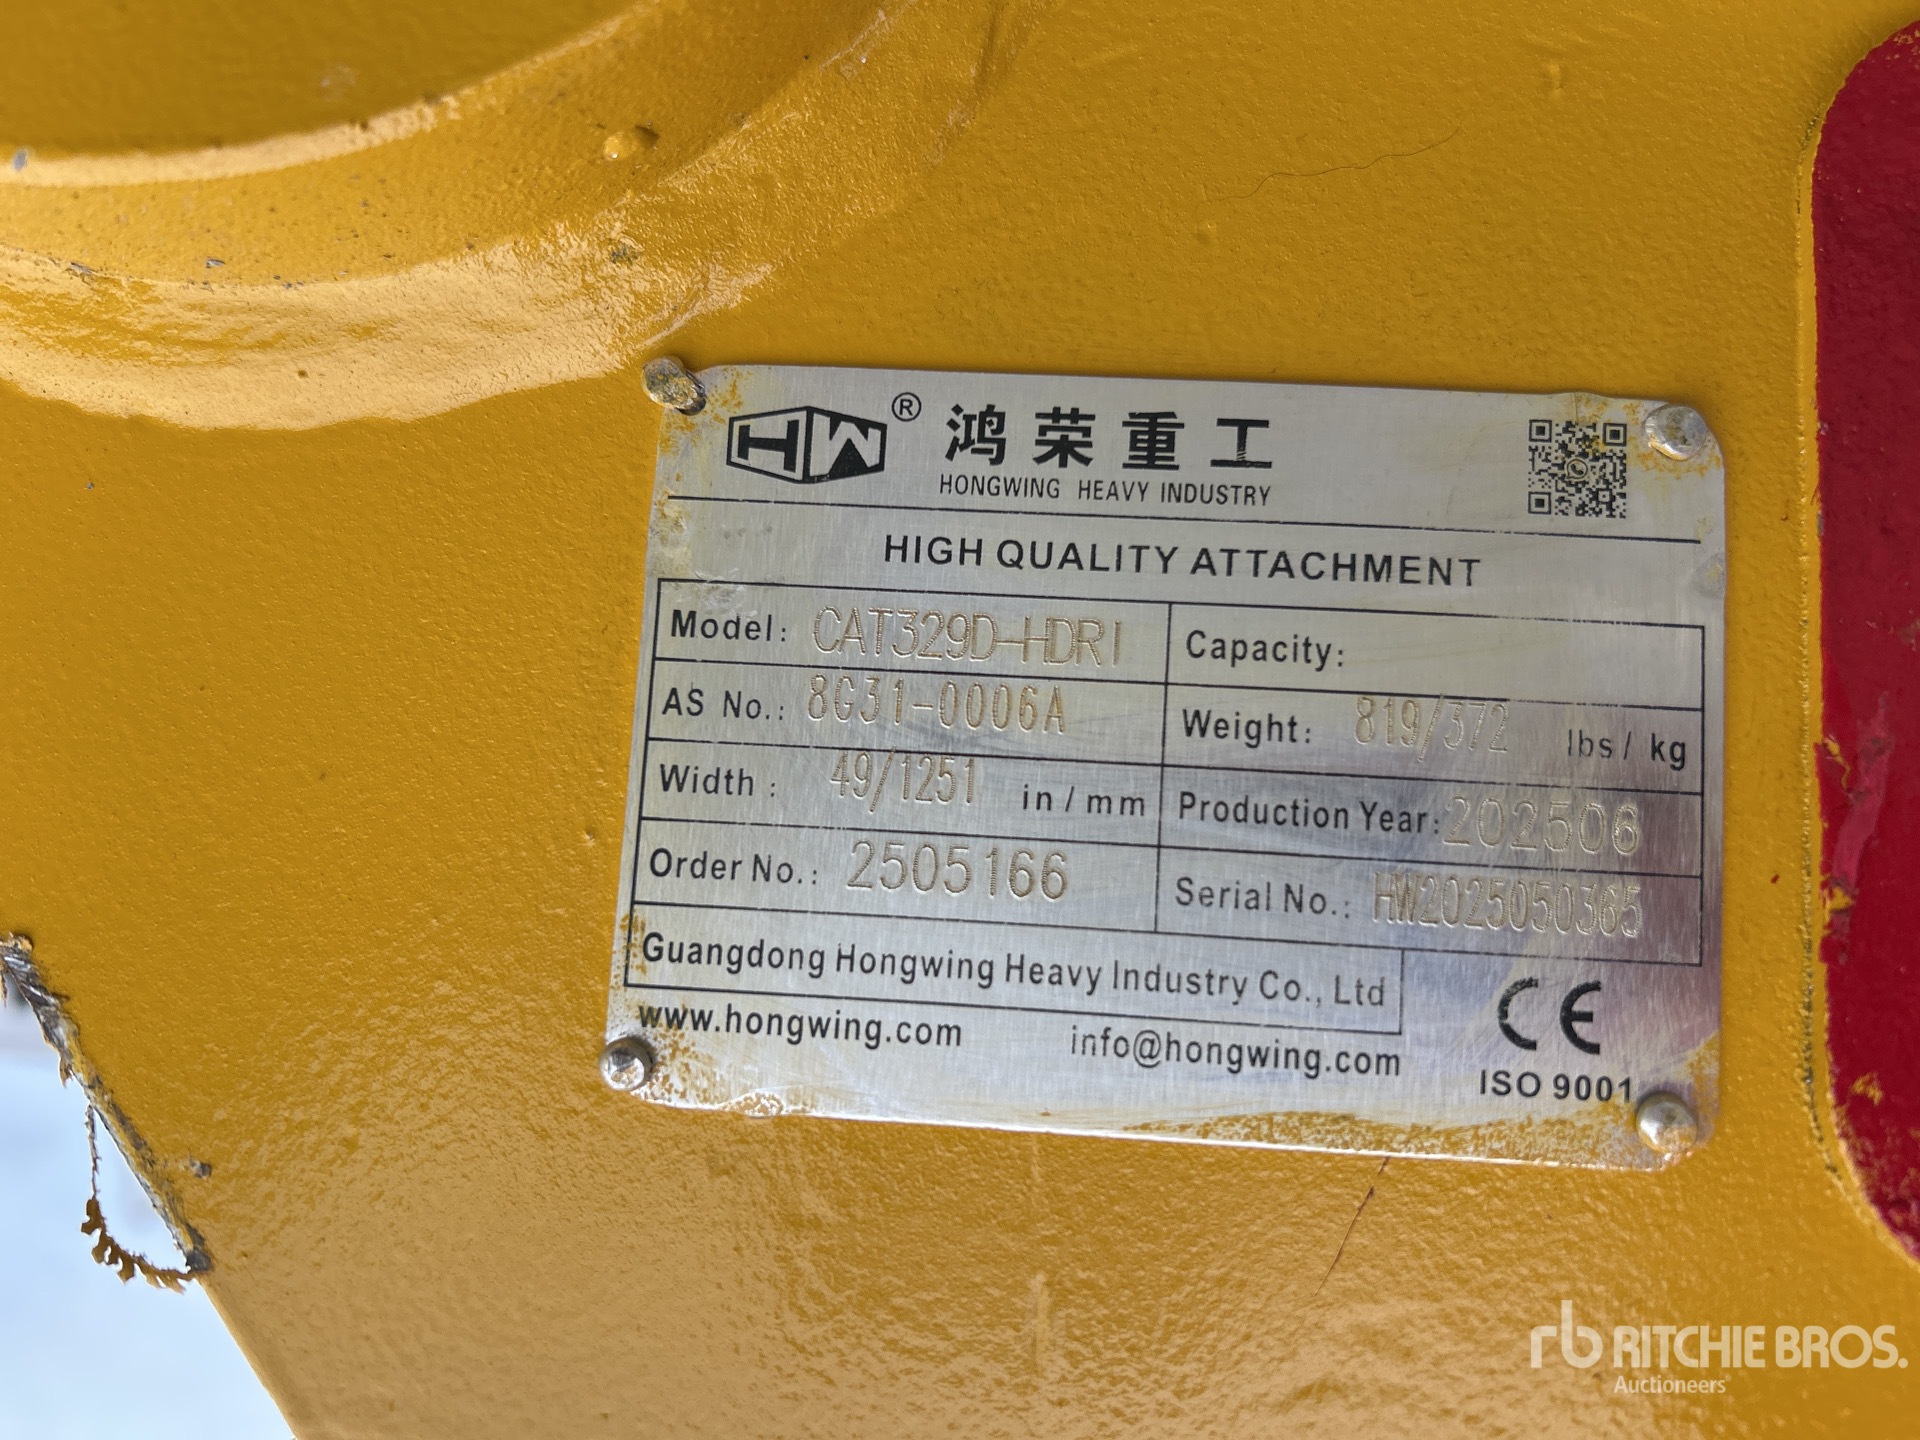 HW® 鸿荣重工
HONGWING HEAVY INDUSTRY
HIGH QUALITY ATTACHMENT
Model: CAT329D-HDRI Capacity:
AS No.: 8G31-0006A Weight: 819/372 lbs/ kg
Width: 49/1251 in/mm Production Year: 202506
Order No.: 2505166 Serial No.: HW2025050365
Guangdong Hongwing Heavy Industry Co., Ltd
www.hongwing.com info@hongwing.com
CE
ISO 9001
rb RITCHIE BROS.
Auctioneers